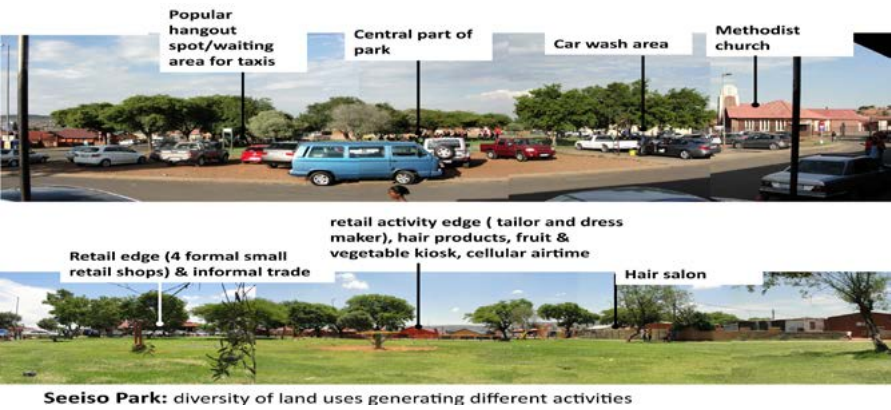 Popular
hangout
spot/waiting
area for taxis
Central part of
park
Car wash area
Methodist
church
retail activity edge ( tailor and dress
maker), hair products, fruit &
vegetable kiosk, cellular airtime
Retail edge (4 formal small
retail shops) & informal trade
Hair salon
Seeiso Park: diversity of land uses generating different activities